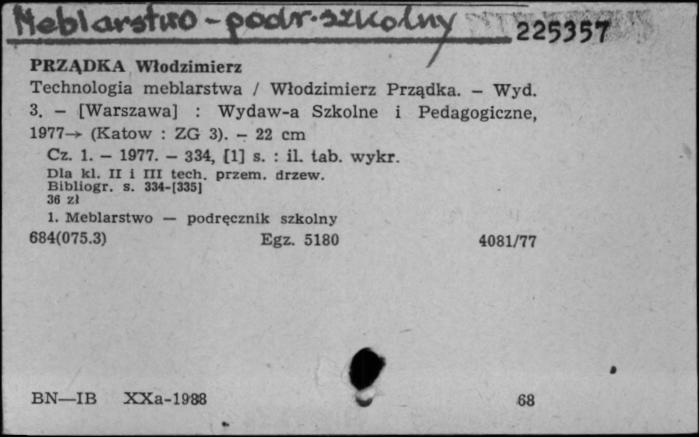 Meblarstwo - podr. szkolny
225357
PRZĄDKA Włodzimierz
Technologia meblarstwa / Włodzimierz Prządka. – Wyd.
3. – [Warszawa] : Wydaw-a Szkolne i Pedagogiczne,
1977→ (Katow : ZG 3). – 22 cm
Cz. 1. – 1977. – 334, [1] s. : il. tab. wykr.
Dla kl. II i III tech. przem. drzew.
Bibliogr. s. 334-[335]
36 zł
1. Meblarstwo — podręcznik szkolny
684(075.3) Egz. 5180 4081/77
BN—IB XXa-1988 68